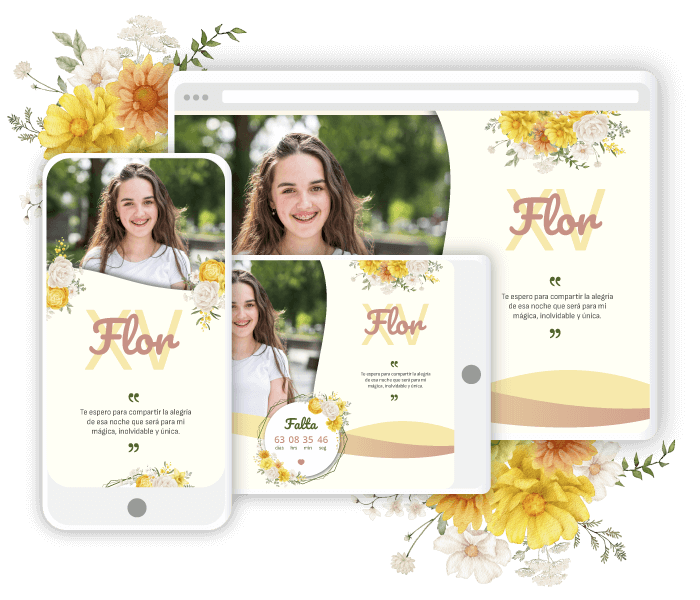 XV
Flor
Te espero para compartir la alegría
de esa noche que será para mi
mágica, inolvidable y única.
XV
Flor
Te espero para compartir la alegría
de esa noche que será para mi
mágica, inolvidable y única.
XV
Flor
Te espero para compartir la alegría
de esa noche que será para mi
mágica, inolvidable y única.
Falta
63 08 35 46
días hrs min seg